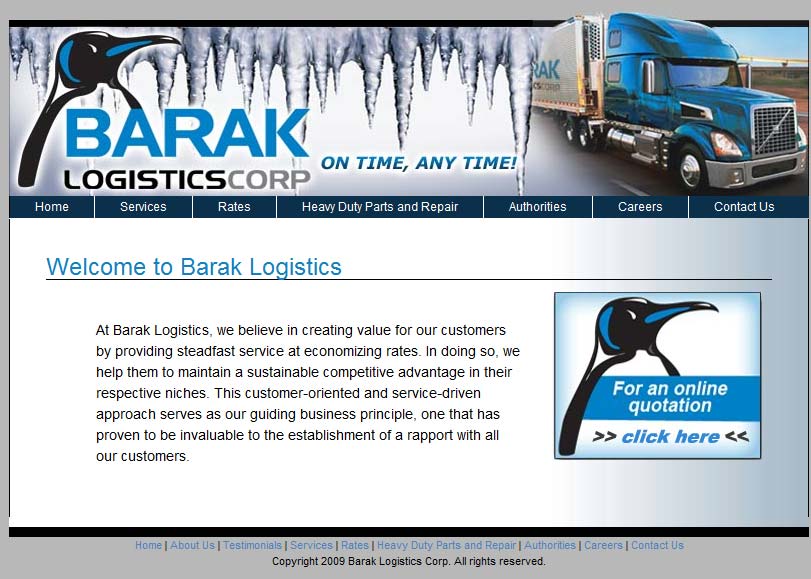 BARAK
LOGISTICSCORP
ON TIME, ANY TIME!
RAK
ICSCORP
Home Services Rates Heavy Duty Parts and Repair Authorities Careers Contact Us
Welcome to Barak Logistics
At Barak Logistics, we believe in creating value for our customers
by providing steadfast service at economizing rates. In doing so, we
help them to maintain a sustainable competitive advantage in their
respective niches. This customer-oriented and service-driven
approach serves as our guiding business principle, one that has
proven to be invaluable to the establishment of a rapport with all
our customers.
For an online
quotation
>> click here <<
Home | About Us | Testimonials | Services | Rates | Heavy Duty Parts and Repair | Authorities | Careers | Contact Us
Copyright 2009 Barak Logistics Corp. All rights reserved.